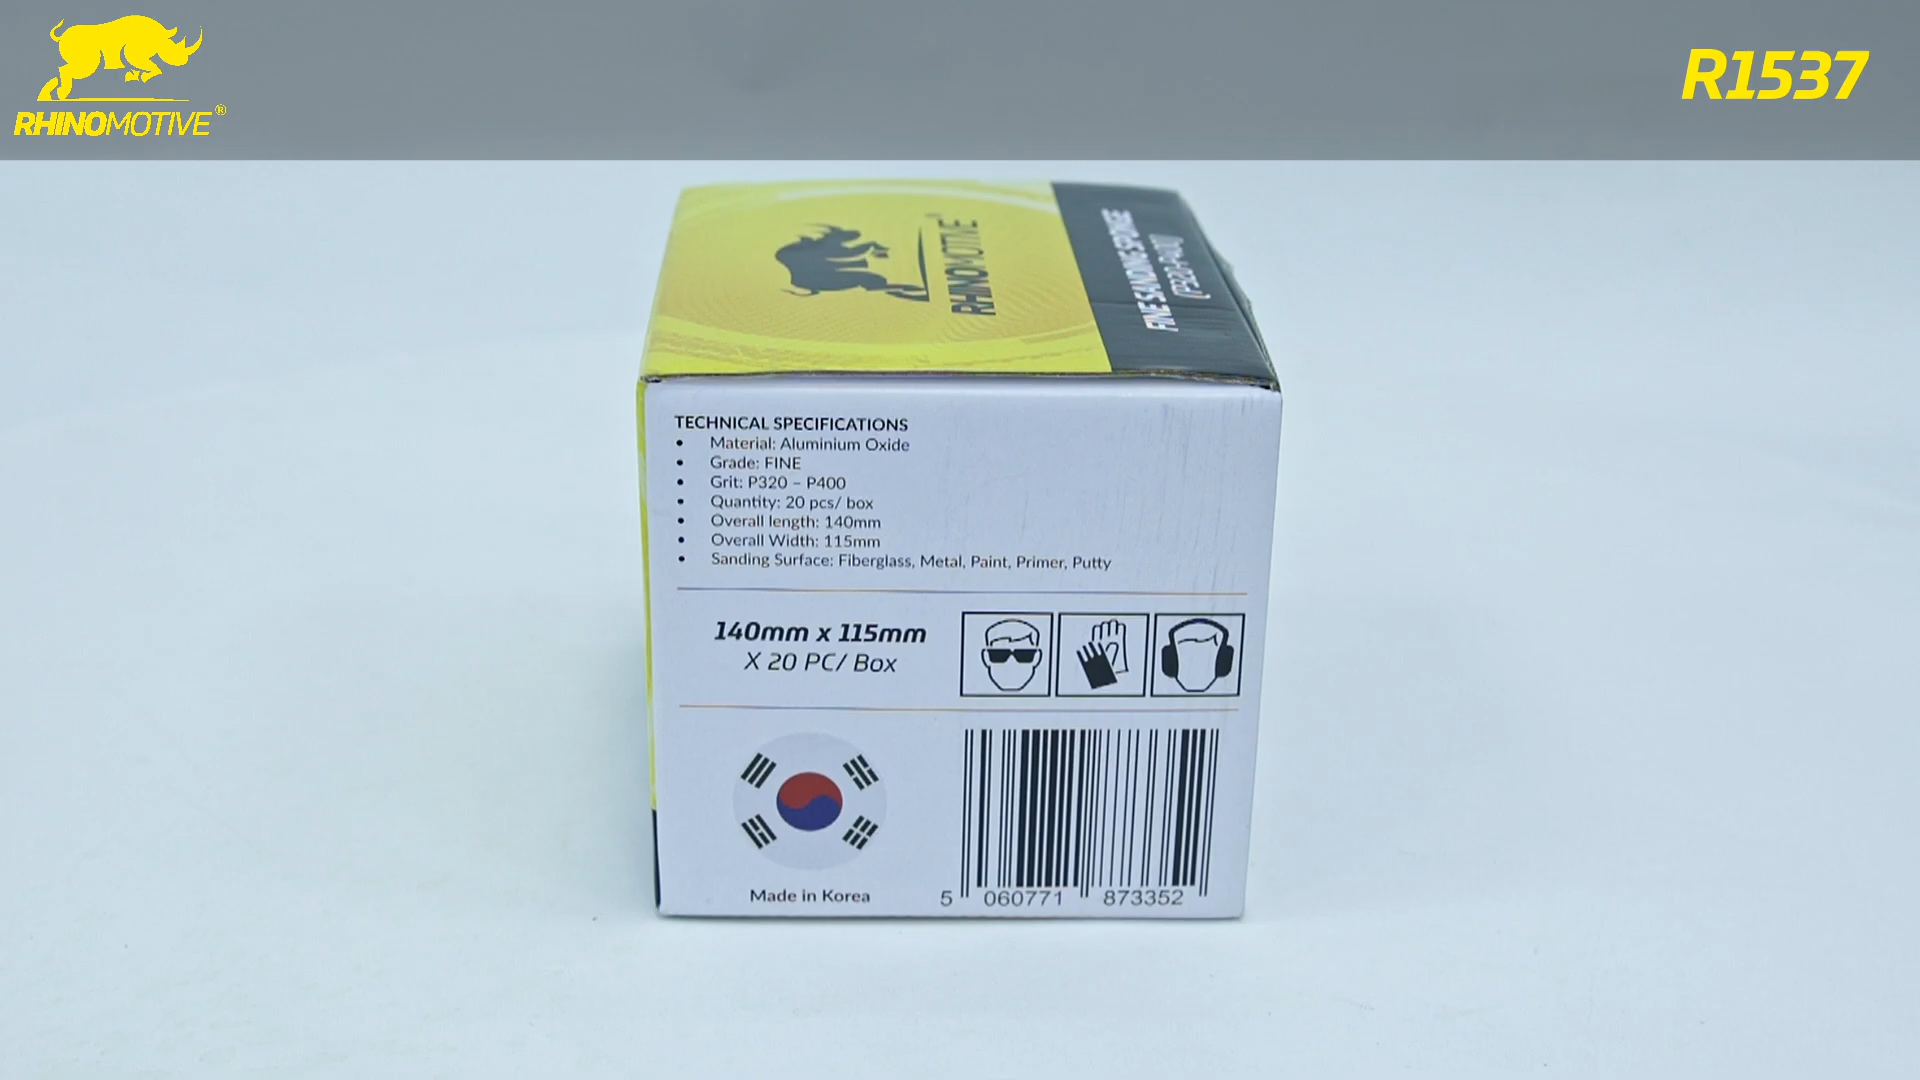 RHINOMOTIVE®
R1537
RHINOMOTIVE
FINE SANDING SPONGE
(P320-P400)
TECHNICAL SPECIFICATIONS
• Material: Aluminium Oxide
• Grade: FINE
• Grit: P320 – P400
• Quantity: 20 pcs/ box
• Overall length: 140mm
• Overall Width: 115mm
• Sanding Surface: Fiberglass, Metal, Paint, Primer, Putty
140mm x 115mm
X 20 PC/ Box
Made in Korea
5 060771 873352